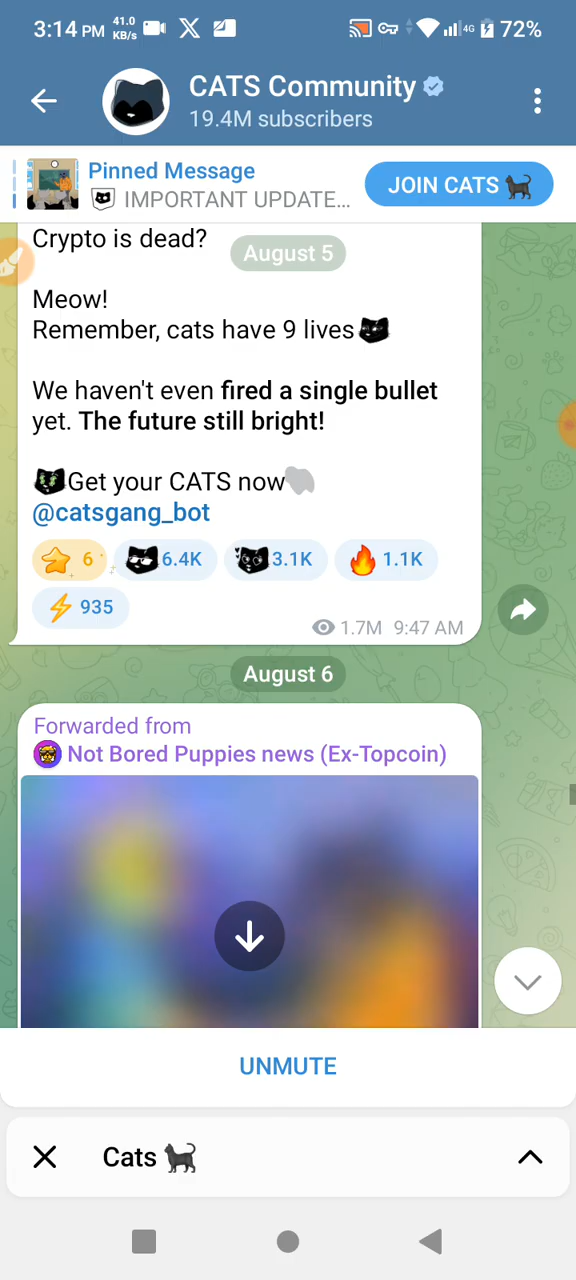 3:14 PM 41.0 KB/s 4G 72%
CATS Community
19.4M subscribers
Pinned Message
IMPORTANT UPDATE...
JOIN CATS 🐈‍⬛
Crypto is dead?
August 5
Meow!
Remember, cats have 9 lives
We haven't even fired a single bullet
yet. The future still bright!
Get your CATS now
@catsgang_bot
6 6.4K 3.1K 1.1K
935
1.7M 9:47 AM
August 6
Forwarded from
Not Bored Puppies news (Ex-Topcoin)
UNMUTE
Cats 🐈‍⬛